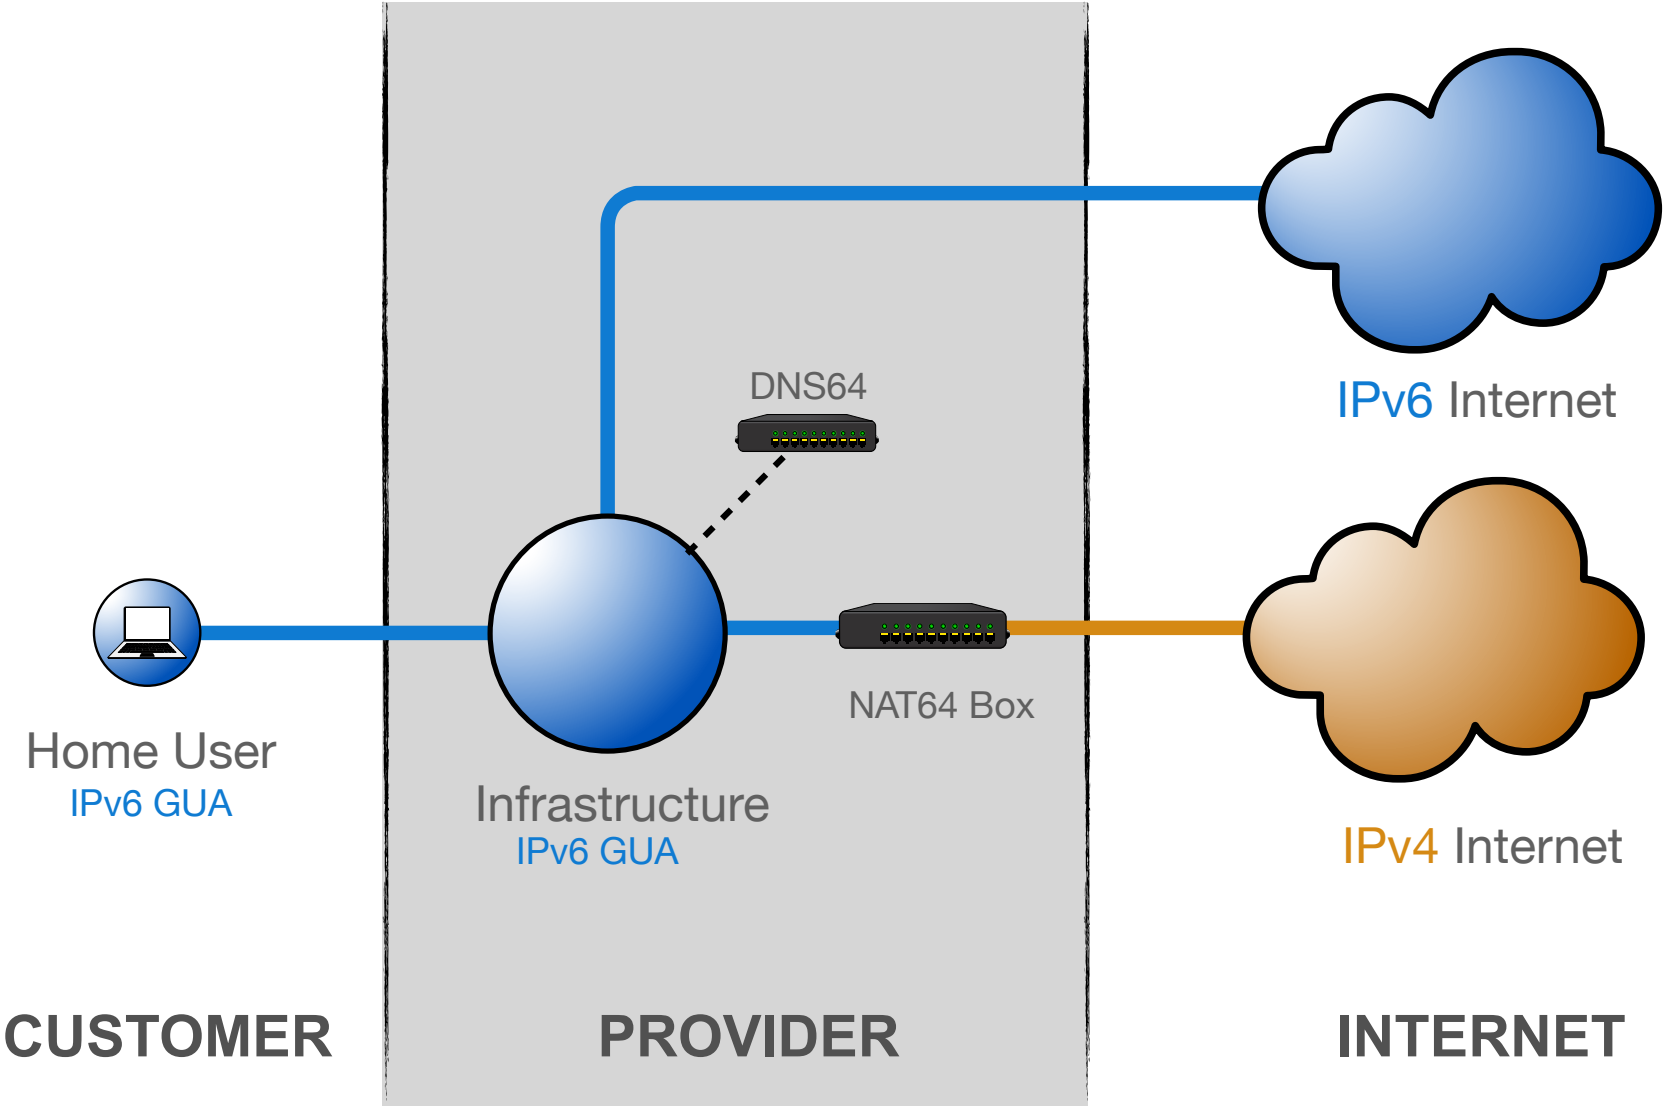 DNS64
IPv6 Internet
NAT64 Box
Home User
IPv6 GUA
Infrastructure
IPv6 GUA
IPv4 Internet
CUSTOMER
PROVIDER
INTERNET